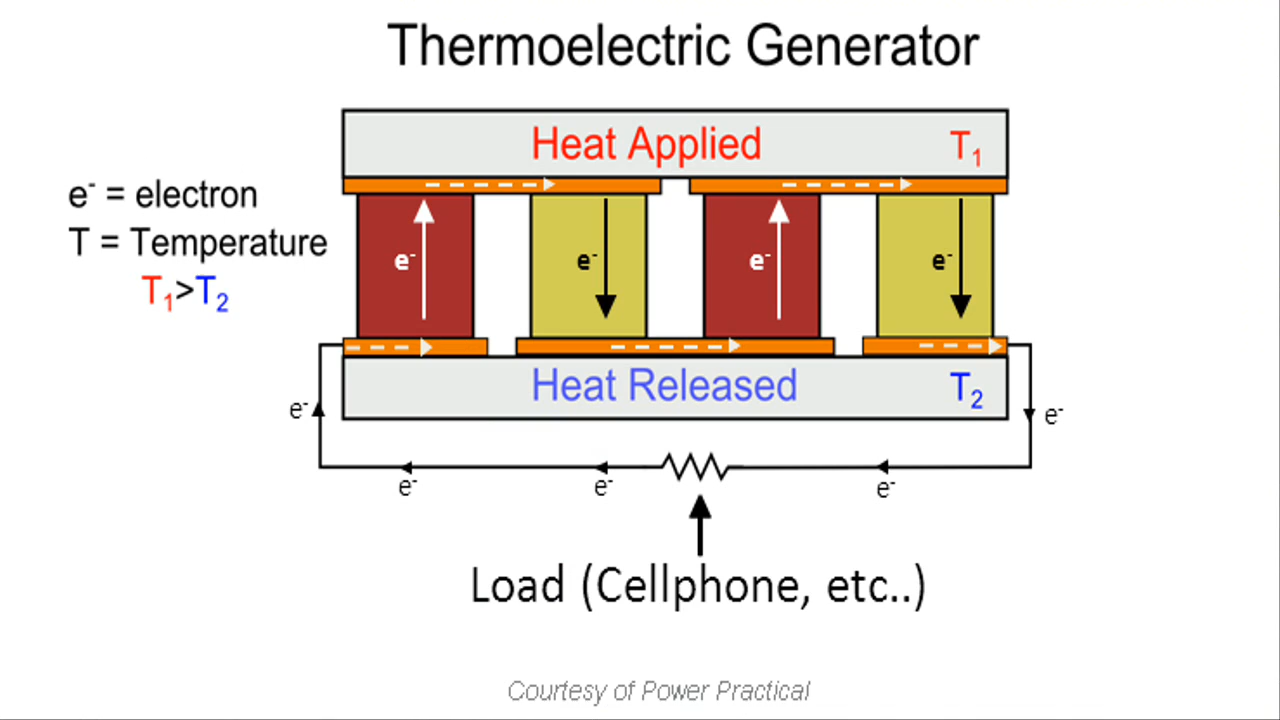 Thermoelectric Generator
Heat Applied T₁
e⁻ = electron
T = Temperature
T₁>T₂
e⁻ e⁻ e⁻ e⁻
Heat Released T₂
e⁻ e⁻
e⁻ e⁻ e⁻
Load (Cellphone, etc..)
Courtesy of Power Practical